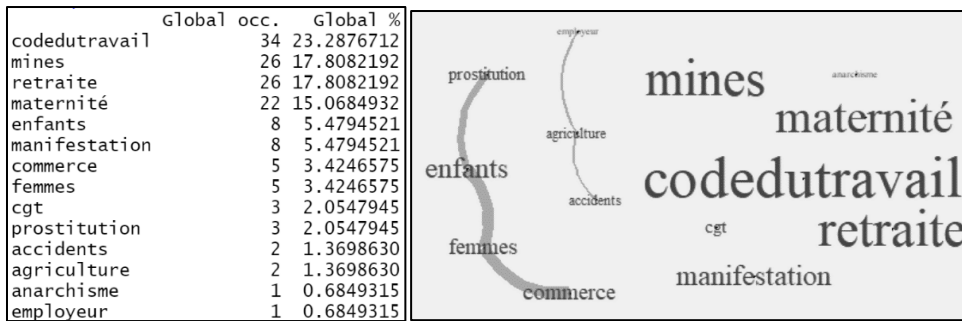 Global occ. Global %
codedutravail 34 23.2876712
mines 26 17.8082192
retraite 26 17.8082192
maternité 22 15.0684932
enfants 8 5.4794521
manifestation 8 5.4794521
commerce 5 3.4246575
femmes 5 3.4246575
cgt 3 2.0547945
prostitution 3 2.0547945
accidents 2 1.3698630
agriculture 2 1.3698630
anarchisme 1 0.6849315
employeur 1 0.6849315
employeur
prostitution
mines
anarchisme
maternité
agriculture
enfants
codedutravail
accidents
cgt
retraite
femmes
manifestation
commerce